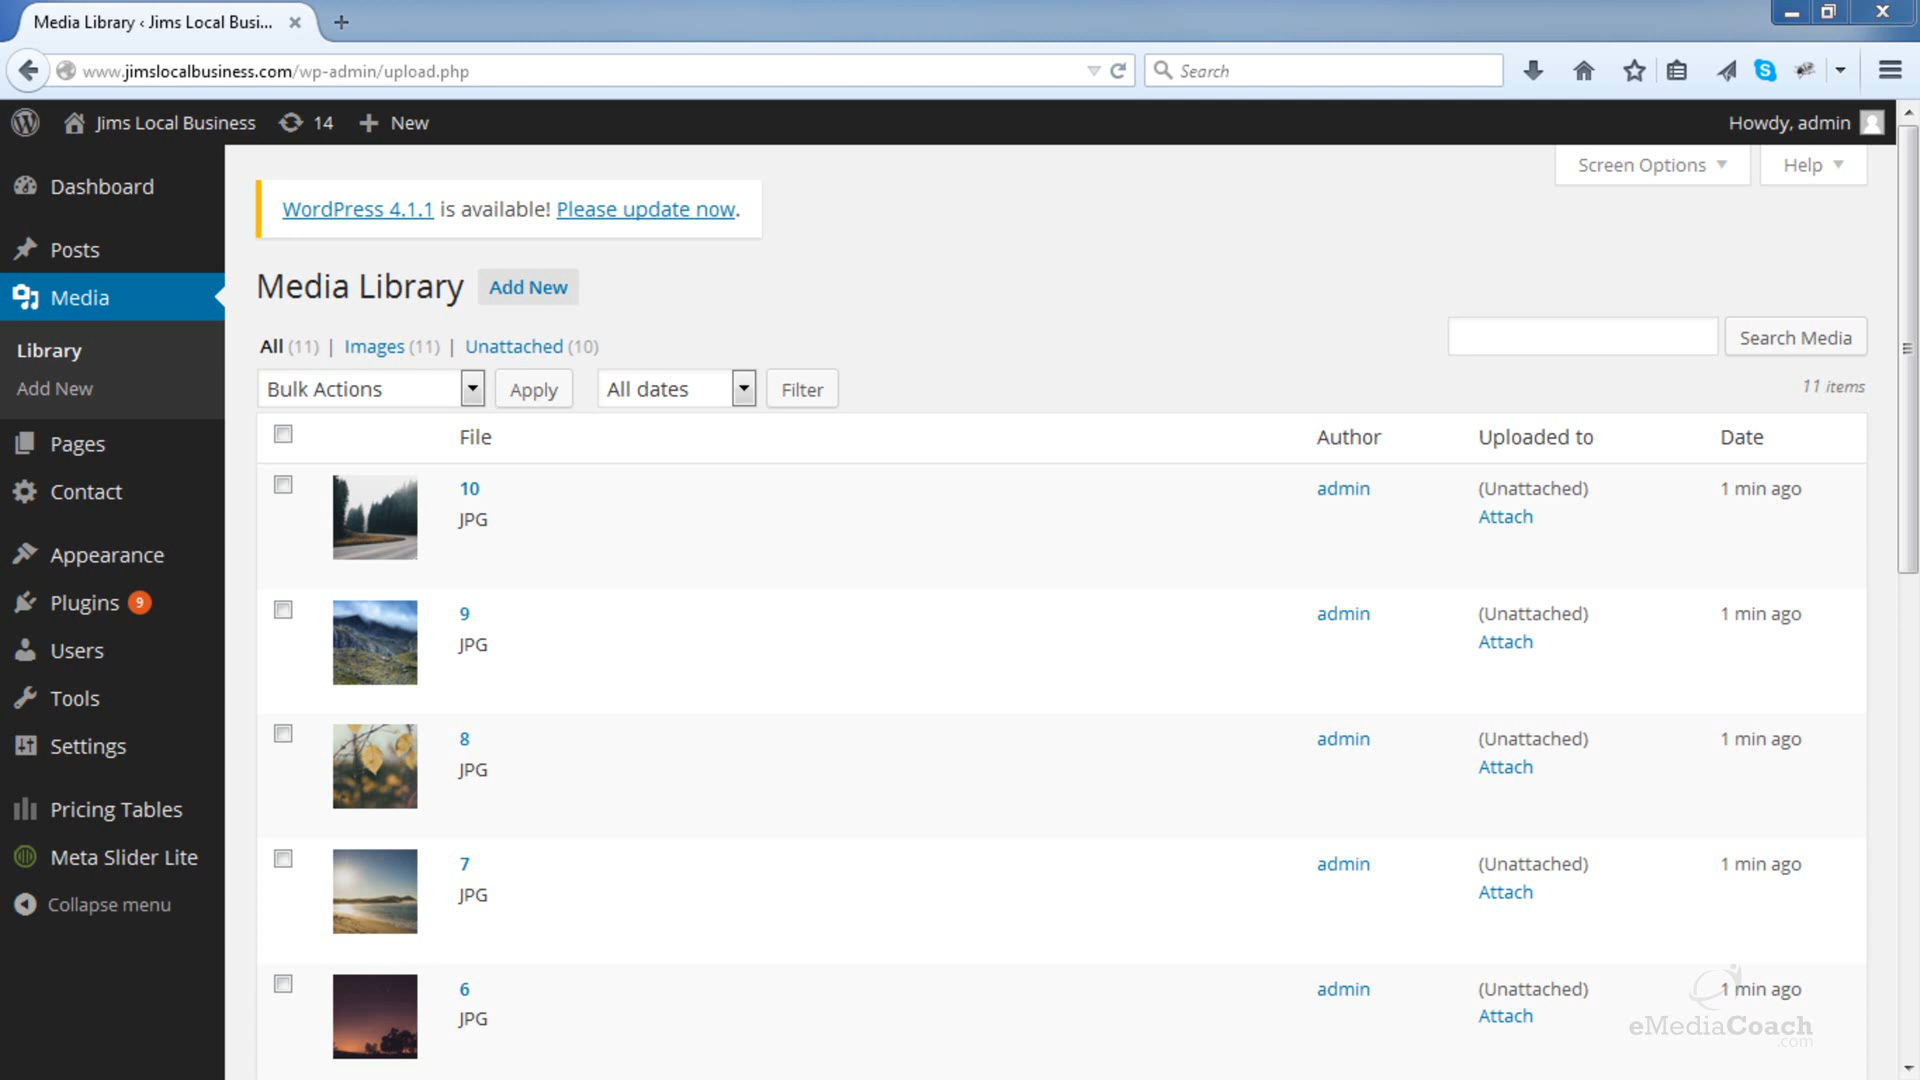 Media Library ‹ Jims Local Busi...
www.jimslocalbusiness.com/wp-admin/upload.php
Search
Jims Local Business
14
New
Howdy, admin
Screen Options
Help
Dashboard
Posts
Media
Library
Add New
Pages
Contact
Appearance
Plugins 9
Users
Tools
Settings
Pricing Tables
Meta Slider Lite
Collapse menu
WordPress 4.1.1 is available! Please update now.
Media Library Add New
All (11) | Images (11) | Unattached (10)
Search Media
Bulk Actions Apply All dates Filter
11 items
File Author Uploaded to Date
10 admin (Unattached) 1 min ago
JPG Attach
9 admin (Unattached) 1 min ago
JPG Attach
8 admin (Unattached) 1 min ago
JPG Attach
7 admin (Unattached) 1 min ago
JPG Attach
6 admin (Unattached) 1 min ago
JPG Attach
eMediaCoach
.com